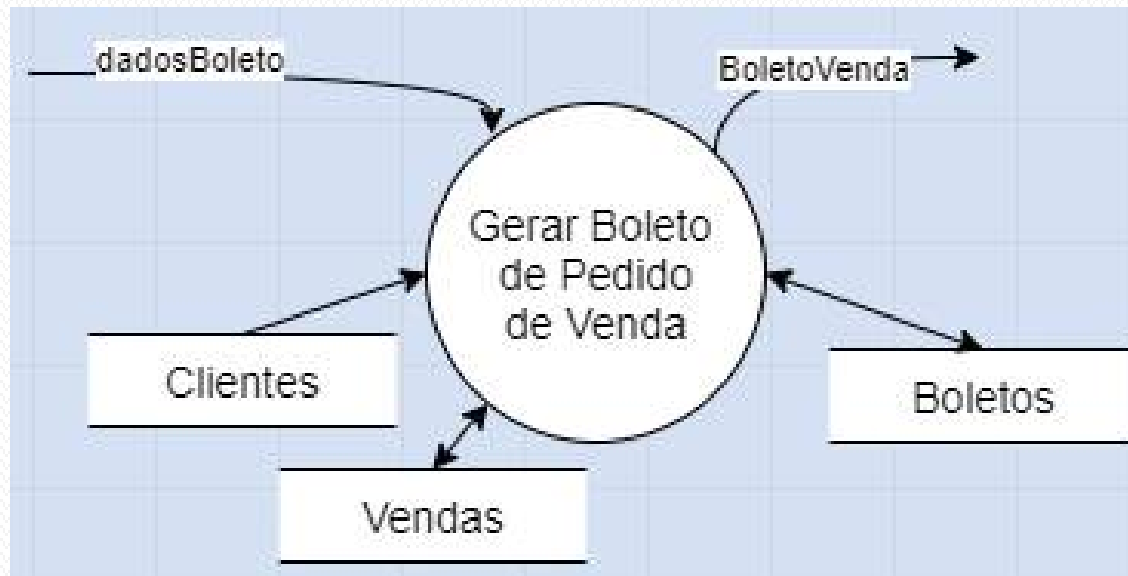 dadosBoleto
BoletoVenda
Gerar Boleto
de Pedido
de Venda
Clientes
Boletos
Vendas